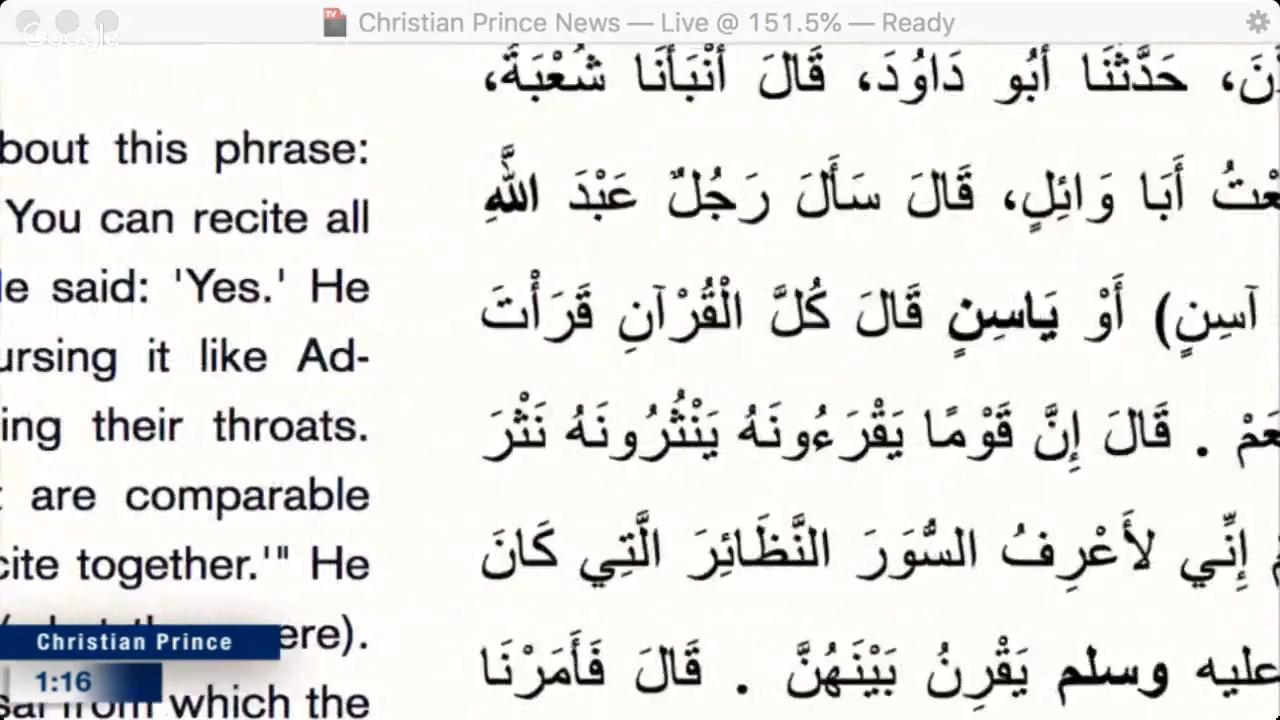 Christian Prince News — Live @ 151.5% — Ready
Google
bout this phrase:
You can recite all
le said: 'Yes.' He
ursing it like Ad-
ing their throats.
are comparable
cite together.'" He
ere).
from which the
نَ، حَدَّثَنَا أَبُو دَاوُدَ، قَالَ أَنْبَأَنَا شُعْبَةُ،
عْتُ أَبَا وَائِلٍ، قَالَ سَأَلَ رَجُلٌ عَبْدَ اللَّهِ
آسِنٍ) أَوْ يَاسِنٍ قَالَ كُلَّ الْقُرْآنِ قَرَأْتَ
عَمْ . قَالَ إِنَّ قَوْمًا يَقْرَءُونَهُ يَنْثُرُونَهُ نَثْرَ
إِنِّي لأَعْرِفُ السُّوَرَ النَّظَائِرَ الَّتِي كَانَ
عليه وسلم يَقْرِنُ بَيْنَهُنَّ . قَالَ فَأَمَرْنَا
Christian Prince
1:16